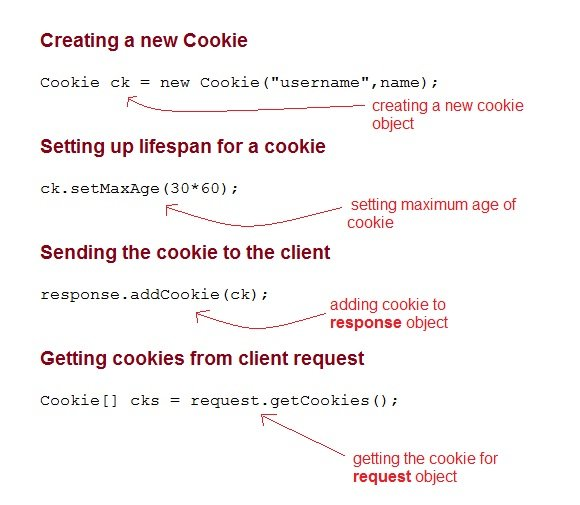 Creating a new Cookie
Cookie ck = new Cookie("username",name);
creating a new cookie
object
Setting up lifespan for a cookie
ck.setMaxAge(30*60);
setting maximum age of
cookie
Sending the cookie to the client
response.addCookie(ck);
adding cookie to
response object
Getting cookies from client request
Cookie[] cks = request.getCookies();
getting the cookie for
request object